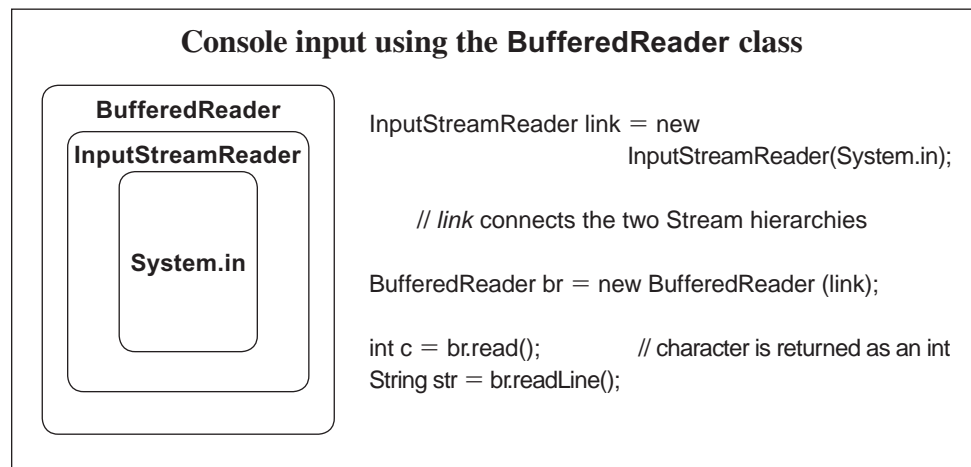 Console input using the BufferedReader class
BufferedReader
InputStreamReader
System.in
InputStreamReader link = new
InputStreamReader(System.in);
// link connects the two Stream hierarchies
BufferedReader br = new BufferedReader (link);
int c = br.read(); // character is returned as an int
String str = br.readLine();